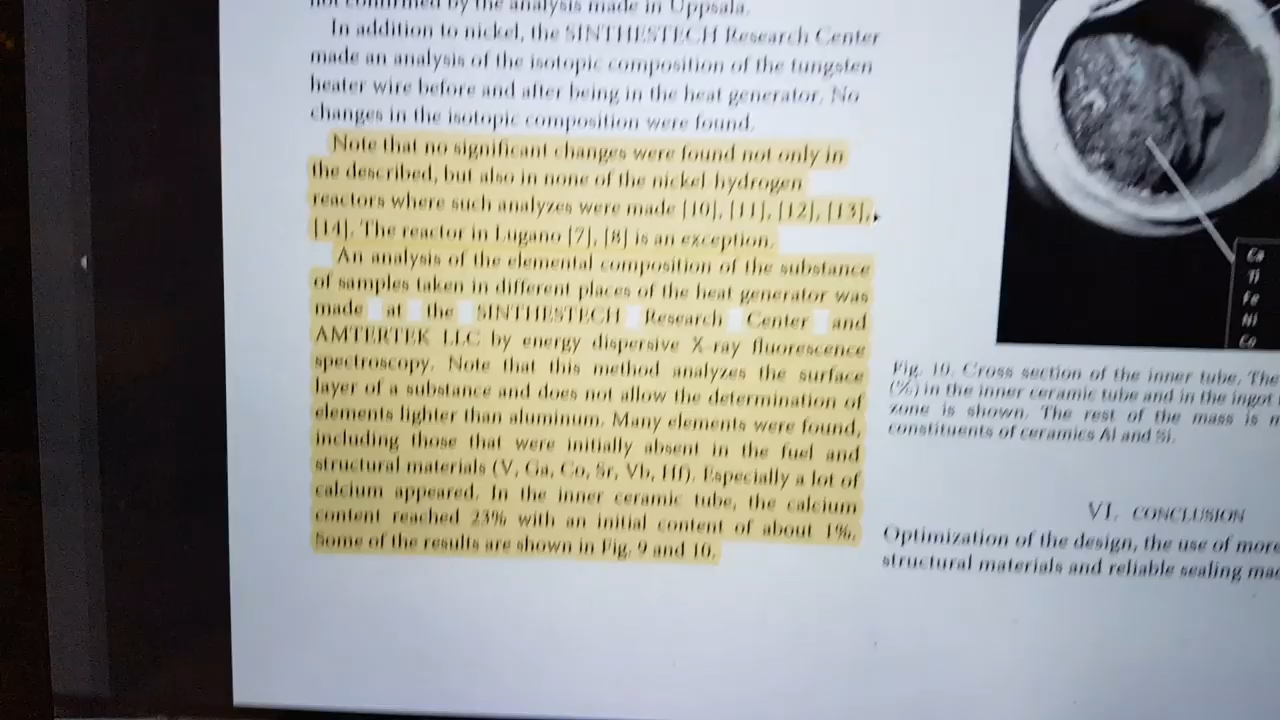 not confirmed by the analysis made in Uppsala.
In addition to nickel, the SINTHESTECH Research Center
made an analysis of the isotopic composition of the tungsten
heater wire before and after being in the heat generator. No
changes in the isotopic composition were found.
Note that no significant changes were found not only in
the described, but also in none of the nickel-hydrogen
reactors where such analyzes were made [10], [11], [12], [13],
[14]. The reactor in Lugano [7], [8] is an exception.
An analysis of the elemental composition of the substance
of samples taken in different places of the heat generator was
made at the SINTHESTECH Research Center and
AMTERTEK LLC by energy dispersive X-ray fluorescence
spectroscopy. Note that this method analyzes the surface
layer of a substance and does not allow the determination of
elements lighter than aluminum. Many elements were found,
including those that were initially absent in the fuel and
structural materials (V, Ga, Co, Sr, Yb, Hf). Especially a lot of
calcium appeared. In the inner ceramic tube, the calcium
content reached 23% with an initial content of about 1%.
Some of the results are shown in Fig. 9 and 10.
Ca
Ti
Fe
Ni
Co
Fig. 10. Cross section of the inner tube. The
(%) in the inner ceramic tube and in the ingot
zone is shown. The rest of the mass is
constituents of ceramics Al and Si.
VI. CONCLUSION
Optimization of the design, the use of more
structural materials and reliable sealing